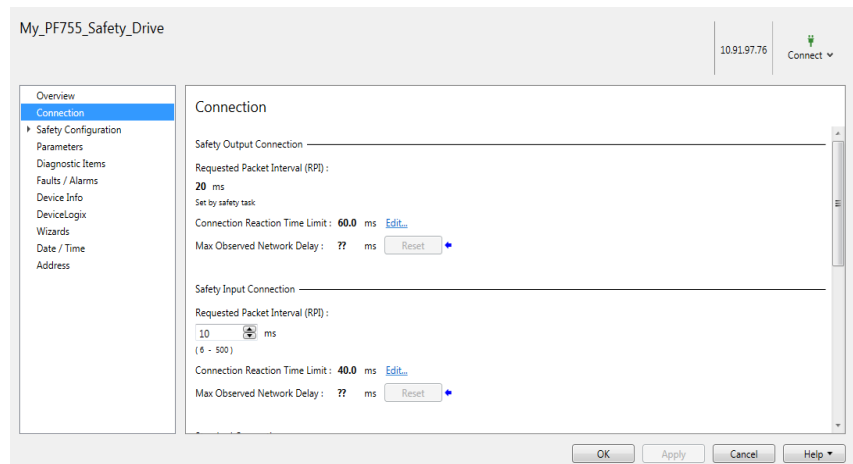 My_PF755_Safety_Drive
10.91.97.76
Connect
Overview
Connection
Safety Configuration
Parameters
Diagnostic Items
Faults / Alarms
Device Info
DeviceLogix
Wizards
Date / Time
Address
Connection
Safety Output Connection
Requested Packet Interval (RPI) :
20 ms
Set by safety task
Connection Reaction Time Limit : 60.0 ms Edit...
Max Observed Network Delay : ?? ms Reset
Safety Input Connection
Requested Packet Interval (RPI) :
10 ms
( 6 - 500 )
Connection Reaction Time Limit : 40.0 ms Edit...
Max Observed Network Delay : ?? ms Reset
OK Apply Cancel Help